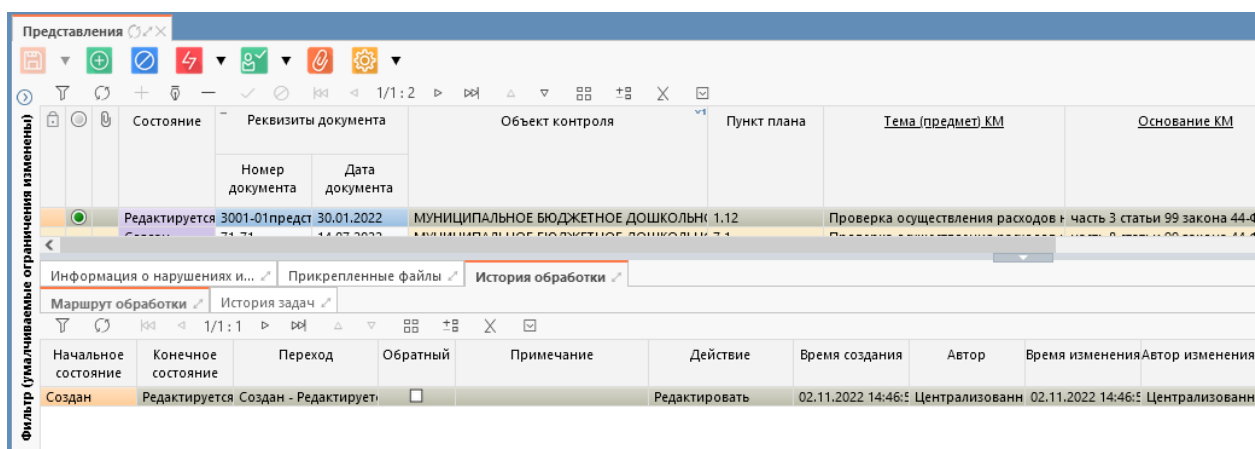 Представления
1/1 : 2
Фильтр (умалчиваемые ограничения изменены)
Состояние Реквизиты документа Объект контроля Пункт плана Тема (предмет) КМ Основание КМ
Номер документа Дата документа
Редактируется 3001-01предст 30.01.2022 МУНИЦИПАЛЬНОЕ БЮДЖЕТНОЕ ДОШКОЛЬН 1.12 Проверка осуществления расходов часть 3 статьи 99 закона 44-Ф
Информация о нарушениях и... Прикрепленные файлы История обработки
Маршрут обработки История задач
1/1 : 1
Начальное состояние Конечное состояние Переход Обратный Примечание Действие Время создания Автор Время изменения Автор изменения
Создан Редактируется Создан - Редактирует Редактировать 02.11.2022 14:46:5 Централизованн 02.11.2022 14:46:5 Централизованн